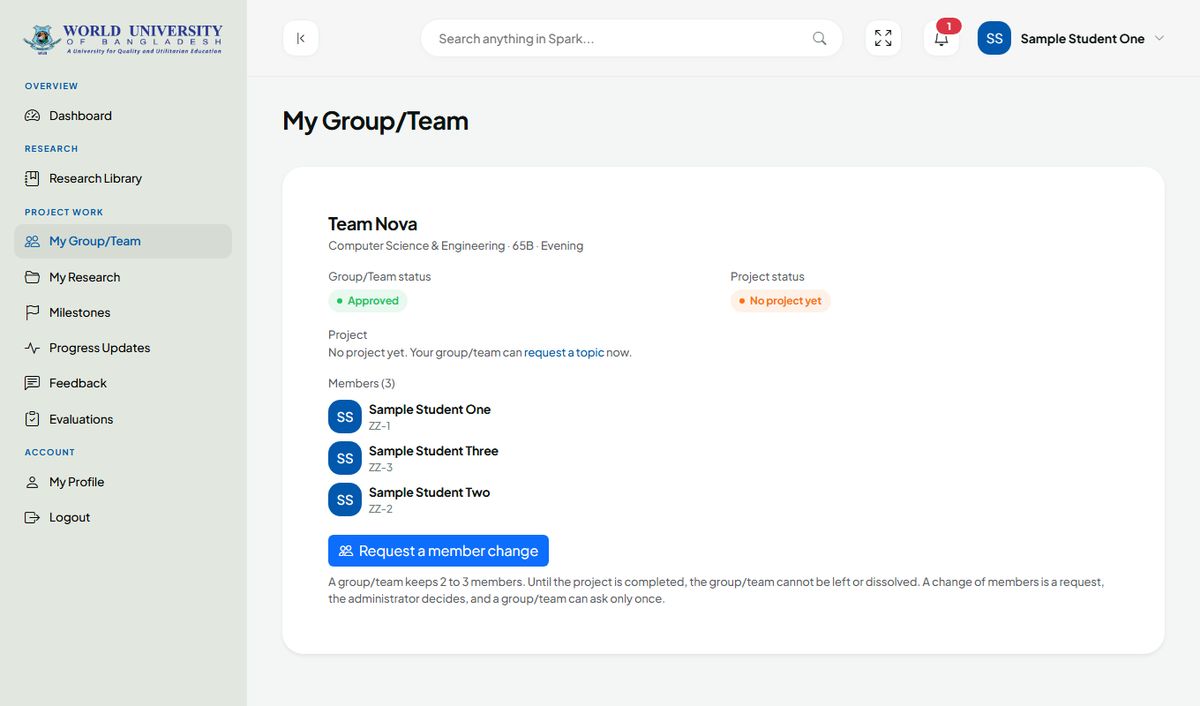 WORLD UNIVERSITY
OF BANGLADESH
A University for Quality and Utilitarian Education
Search anything in Spark...
1
SS
Sample Student One
OVERVIEW
Dashboard
RESEARCH
Research Library
PROJECT WORK
My Group/Team
My Research
Milestones
Progress Updates
Feedback
Evaluations
ACCOUNT
My Profile
Logout
My Group/Team
Team Nova
Computer Science & Engineering · 65B · Evening
Group/Team status
Approved
Project status
No project yet
Project
No project yet. Your group/team can request a topic now.
Members (3)
SS
Sample Student One
ZZ-1
SS
Sample Student Three
ZZ-3
SS
Sample Student Two
ZZ-2
Request a member change
A group/team keeps 2 to 3 members. Until the project is completed, the group/team cannot be left or dissolved. A change of members is a request,
the administrator decides, and a group/team can ask only once.